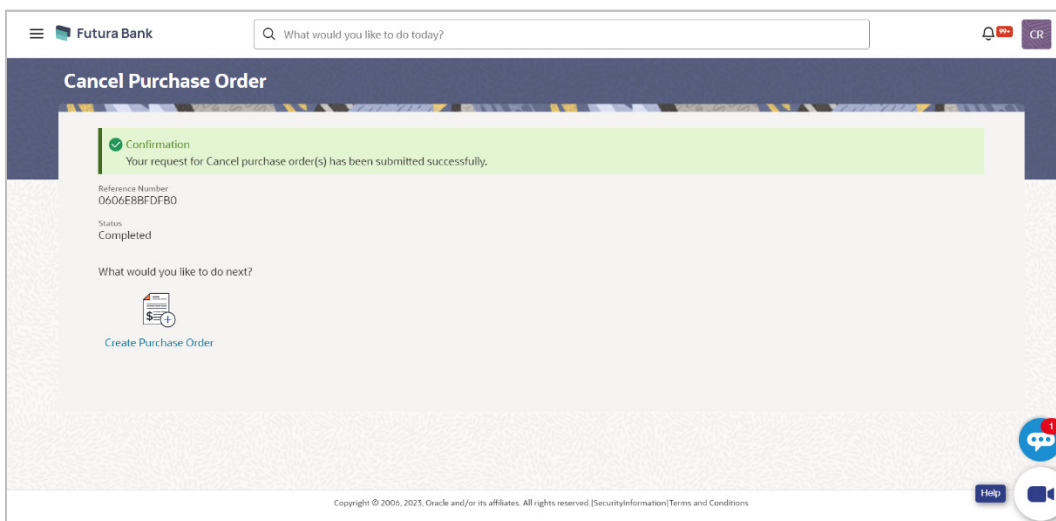 Futura Bank
What would you like to do today?
99+
CR
Cancel Purchase Order
Confirmation
Your request for Cancel purchase order(s) has been submitted successfully.
Reference Number
0606E8BFDFB0
Status
Completed
What would you like to do next?
$
Create Purchase Order
1
Help
Copyright © 2006, 2023, Oracle and/or its affiliates. All rights reserved.|SecurityInformation|Terms and Conditions